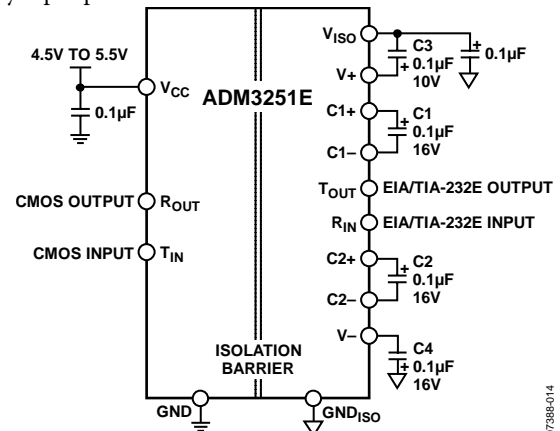 4.5V TO 5.5V
0.1µF
VCC
ADM3251E
VISO
V+
C3
+ 0.1µF
10V
+ 0.1µF
C1+
C1–
+ C1
0.1µF
16V
CMOS OUTPUT
ROUT
TOUT
EIA/TIA-232E OUTPUT
RIN
EIA/TIA-232E INPUT
CMOS INPUT
TIN
C2+
C2–
+ C2
0.1µF
16V
V–
C4
+ 0.1µF
16V
ISOLATION
BARRIER
GND
GNDISO
07388-014